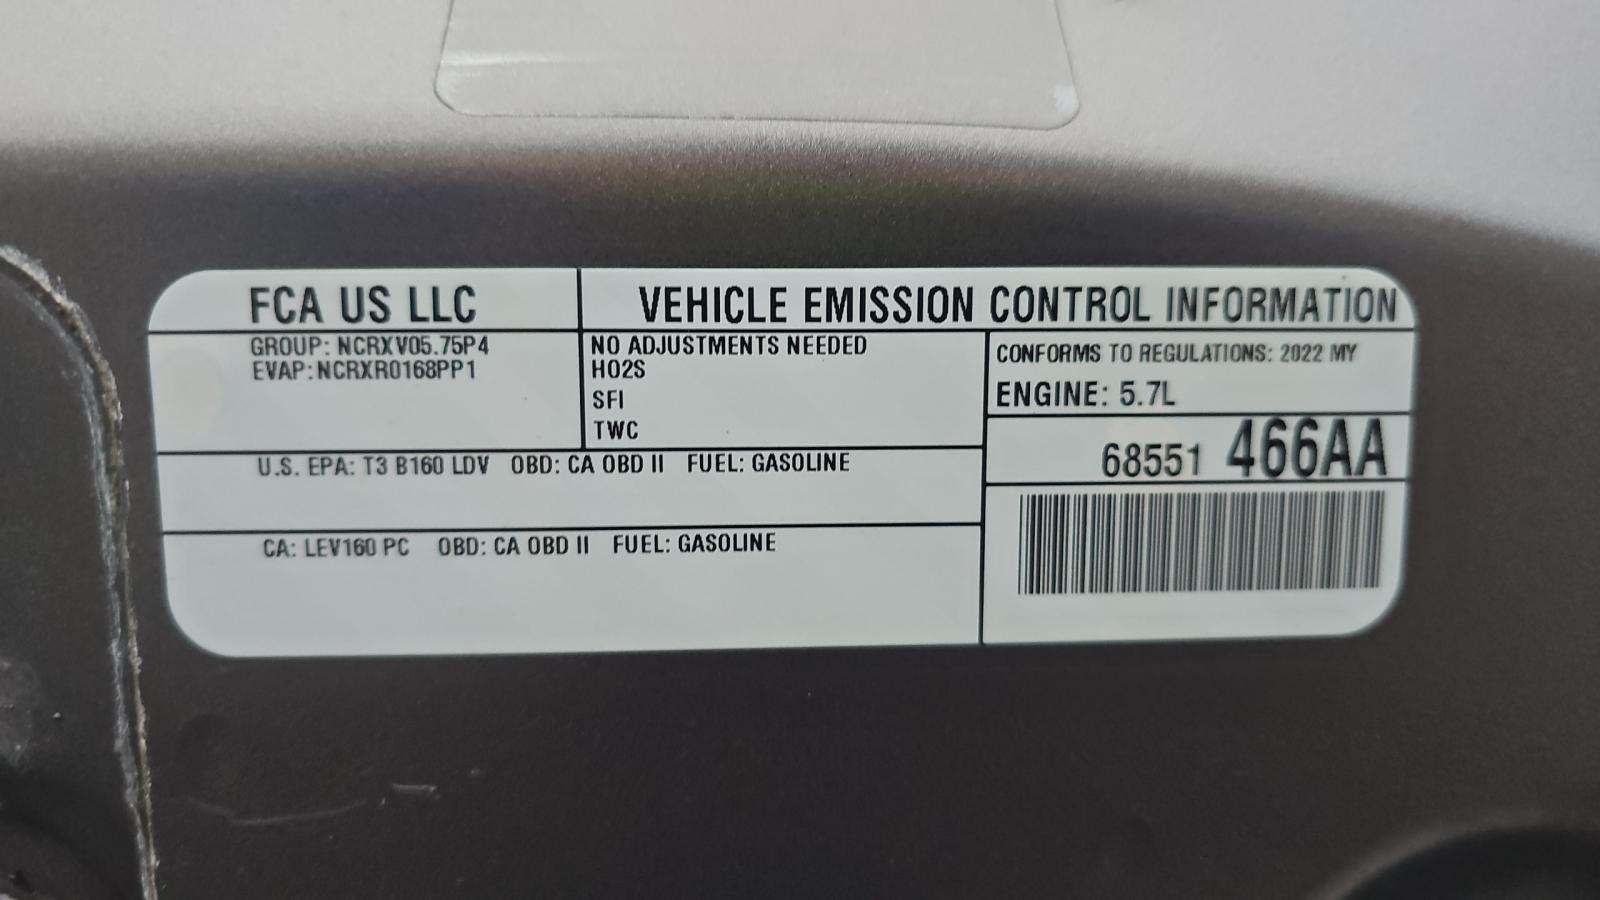 FCA US LLC
VEHICLE EMISSION CONTROL INFORMATION
GROUP: NCRXV05.75P4
EVAP: NCRXR0168PP1
NO ADJUSTMENTS NEEDED
HO2S
SFI
TWC
CONFORMS TO REGULATIONS: 2022 MY
ENGINE: 5.7L
68551 466AA
U.S. EPA: T3 B160 LDV OBD: CA OBD II FUEL: GASOLINE
CA: LEV160 PC OBD: CA OBD II FUEL: GASOLINE